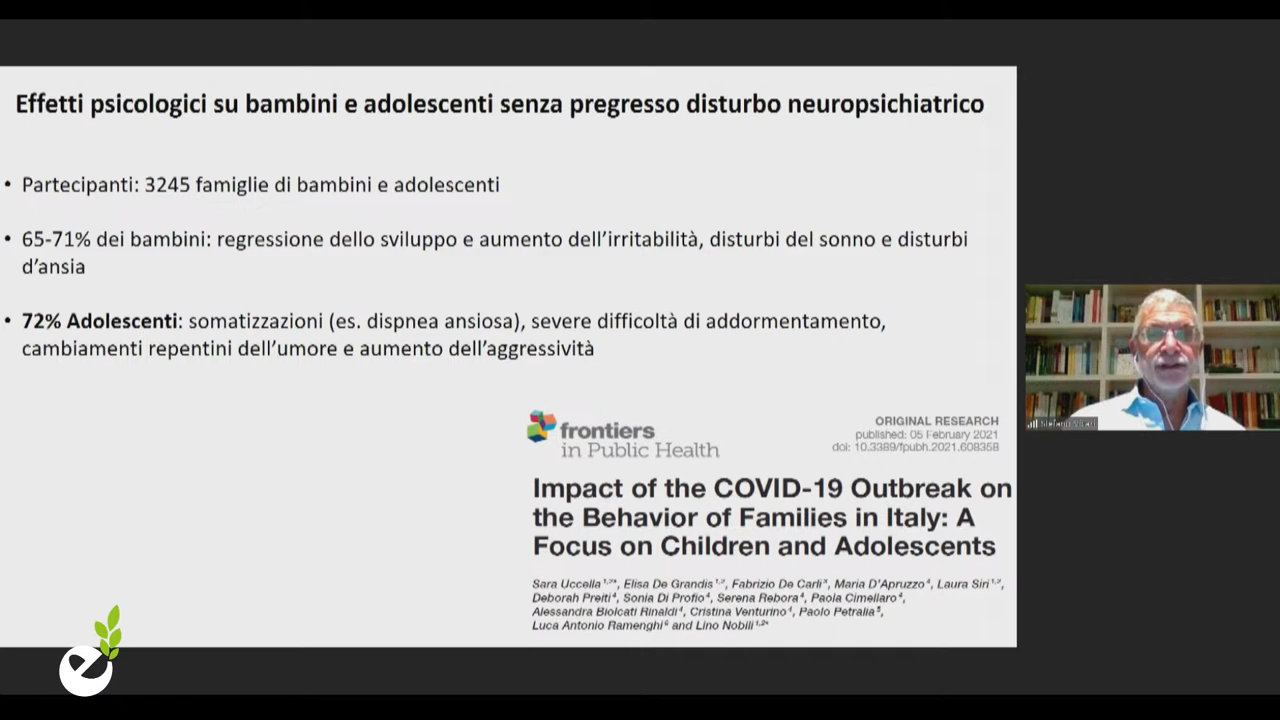 Effetti psicologici su bambini e adolescenti senza pregresso disturbo neuropsichiatrico
• Partecipanti: 3245 famiglie di bambini e adolescenti
• 65-71% dei bambini: regressione dello sviluppo e aumento dell'irritabilità, disturbi del sonno e disturbi
d'ansia
• 72% Adolescenti: somatizzazioni (es. dispnea ansiosa), severe difficoltà di addormentamento,
cambiamenti repentini dell'umore e aumento dell'aggressività
frontiers
in Public Health
ORIGINAL RESEARCH
published: 05 February 2021
doi: 10.3389/fpubh.2021.608358
Impact of the COVID-19 Outbreak on
the Behavior of Families in Italy: A
Focus on Children and Adolescents
Sara Uccella, Elisa De Grandis, Fabrizio De Carli, Maria D'Apruzzo, Laura Siri,
Deborah Preiti, Sonia Di Profio, Serena Rebora, Paola Cimellaro,
Alessandra Biolcati Rinaldi, Cristina Venturino, Paolo Petralia,
Luca Antonio Ramenghi and Lino Nobili